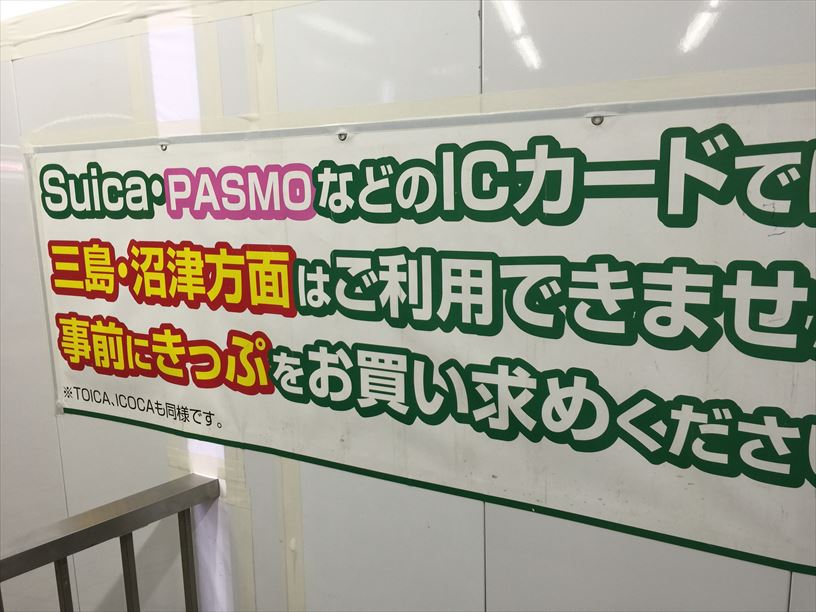 Suica・PASMOなどのICカードで
三島・沼津方面はご利用できませ
事前にきっぷをお買い求めください
※TOICA、ICOCAも同様です。